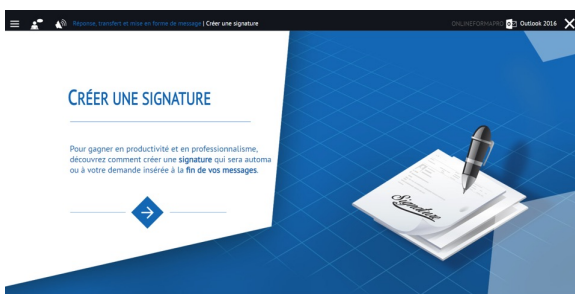 Réponse, transfert et mise en forme de message | Créer une signature
ONLINEFORMAPRO Outlook 2016
CRÉER UNE SIGNATURE
Pour gagner en productivité et en professionnalisme,
découvrez comment créer une signature qui sera automa
ou à votre demande insérée à la fin de vos messages.
Signature